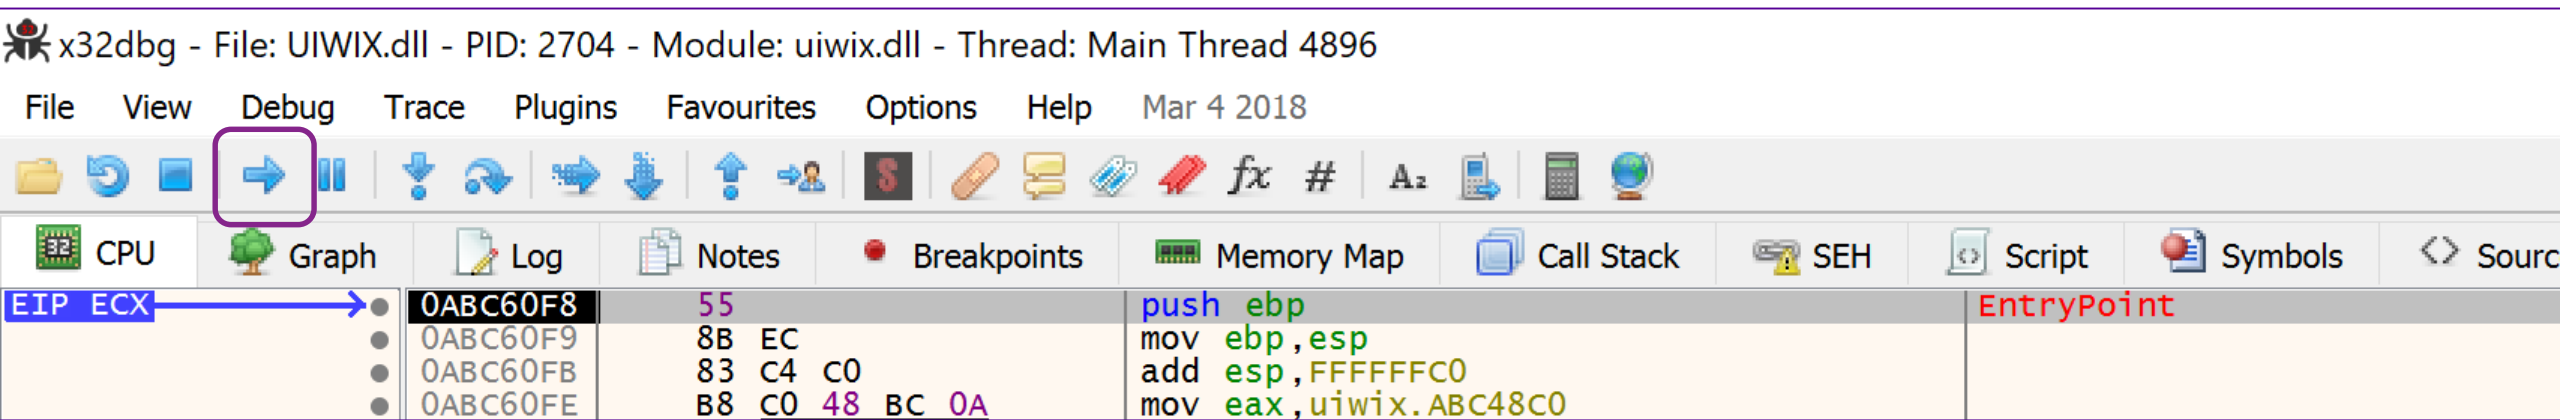 x32dbg - File: UIWIX.dll - PID: 2704 - Module: uiwix.dll - Thread: Main Thread 4896
File View Debug Trace Plugins Favourites Options Help Mar 4 2018
S fx # Az
32 CPU Graph Log Notes Breakpoints Memory Map Call Stack SEH <> Script Symbols <> Sourc
EIP ECX 0ABC60F8 55 push ebp EntryPoint
0ABC60F9 8B EC mov ebp,esp
0ABC60FB 83 C4 C0 add esp,FFFFFFC0
0ABC60FE B8 C0 48 BC 0A mov eax,uiwix.ABC48C0